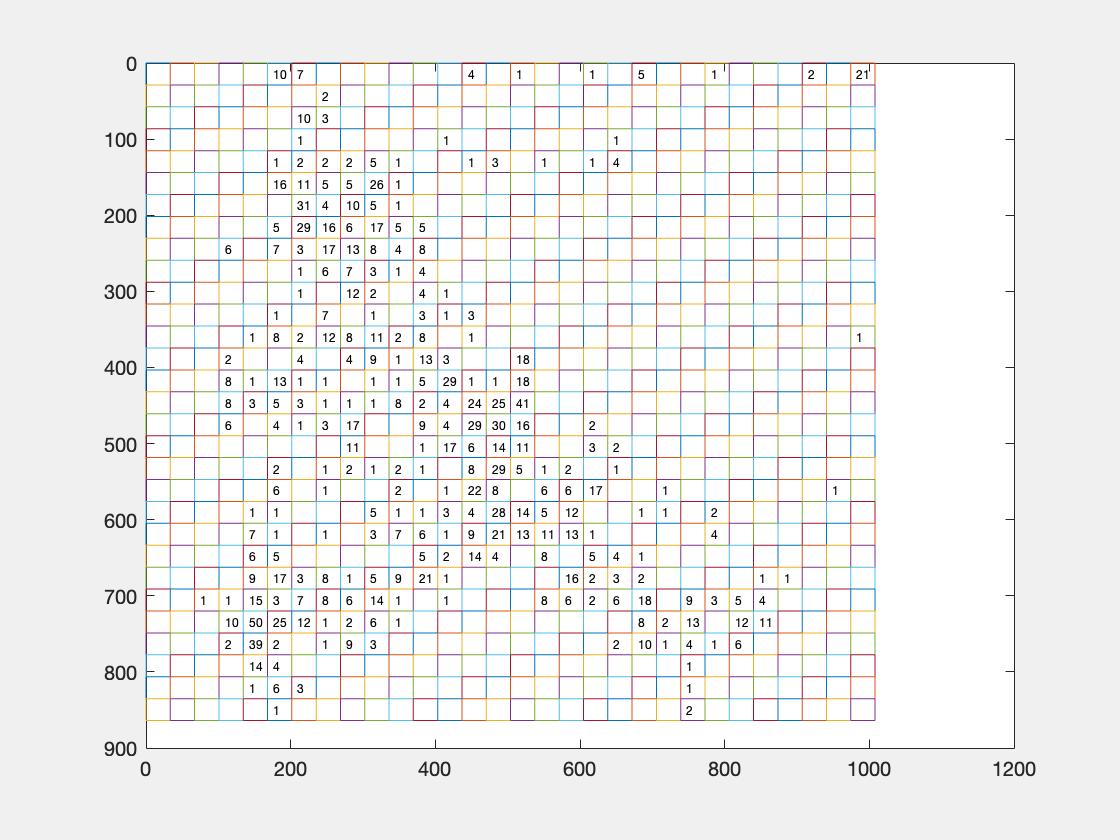 0 10 7 4 1 1 5 1 2 21
2
10 3
100 1 1 1
1 2 2 2 5 1 1 3 1 1 4
16 11 5 5 26 1
200 31 4 10 5 1
5 29 16 6 17 5 5
6 7 3 17 13 8 4 8
1 6 7 3 1 4
300 1 12 2 4 1
1 7 1 3 1 3
1 8 2 12 8 11 2 8 1 1
2 4 4 9 1 13 3 18
400 8 1 13 1 1 1 1 5 29 1 1 18
8 3 5 3 1 1 1 8 2 4 24 25 41
6 4 1 3 17 9 4 29 30 16 2
500 11 1 17 6 14 11 3 2
2 1 2 1 2 1 8 29 5 1 2 1
6 1 2 1 22 8 6 6 17 1 1
600 1 1 5 1 1 3 4 28 14 5 12 1 1 2
7 1 1 3 7 6 1 9 21 13 11 13 1 4
6 5 5 2 14 4 8 5 4 1
9 17 3 8 1 5 9 21 1 16 2 3 2 1 1
700 1 1 15 3 7 8 6 14 1 1 8 6 2 6 18 9 3 5 4
10 50 25 12 1 2 6 1 8 2 13 12 11
2 39 2 1 9 3 2 10 1 4 1 6
800 14 4 1
1 6 3 1
1 2
900
0 200 400 600 800 1000 1200